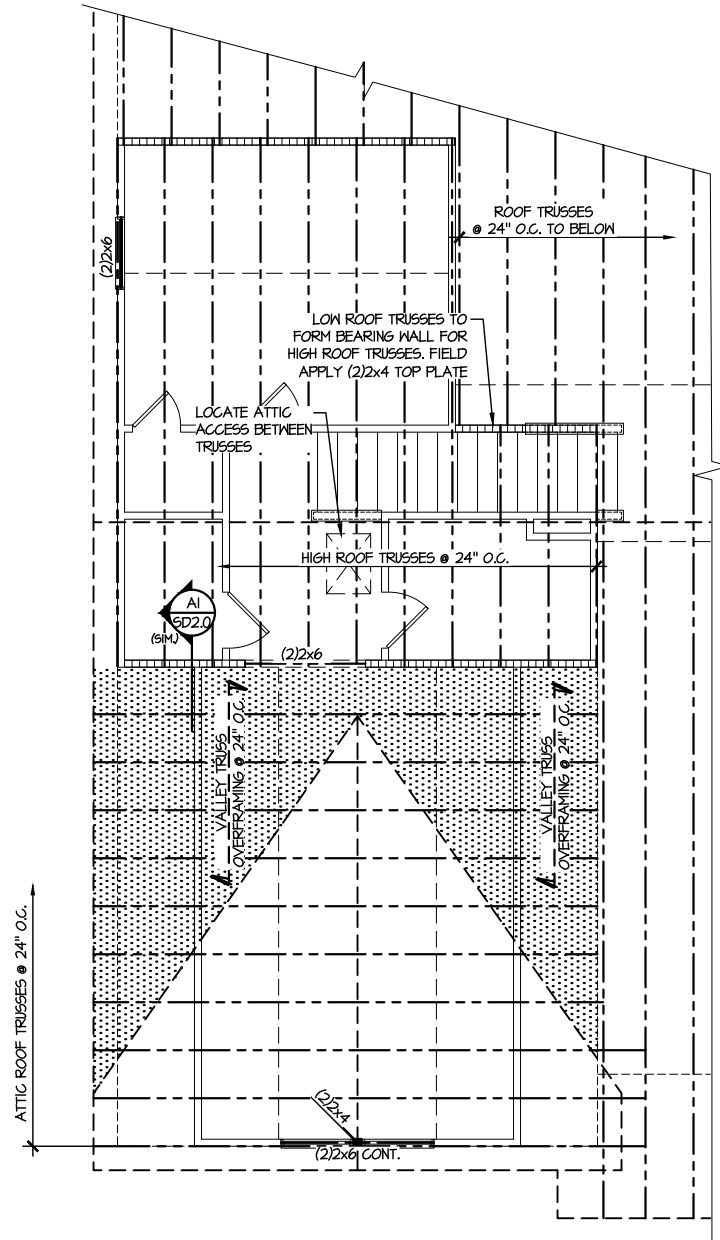 ROOF TRUSSES
@ 24" O.C. TO BELOW
(2)2x6
LOW ROOF TRUSSES TO
FORM BEARING WALL FOR
HIGH ROOF TRUSSES. FIELD
APPLY (2)2x4 TOP PLATE
LOCATE ATTIC
ACCESS BETWEEN
TRUSSES
HIGH ROOF TRUSSES @ 24" O.C.
A1
SD2.0
(SIM.)
(2)2x6
VALLEY TRUSS
OVERFRAMING @ 24" O.C.
VALLEY TRUSS
OVERFRAMING @ 24" O.C.
ATTIC ROOF TRUSSES @ 24" O.C.
(2)2x4
(2)2x6 CONT.